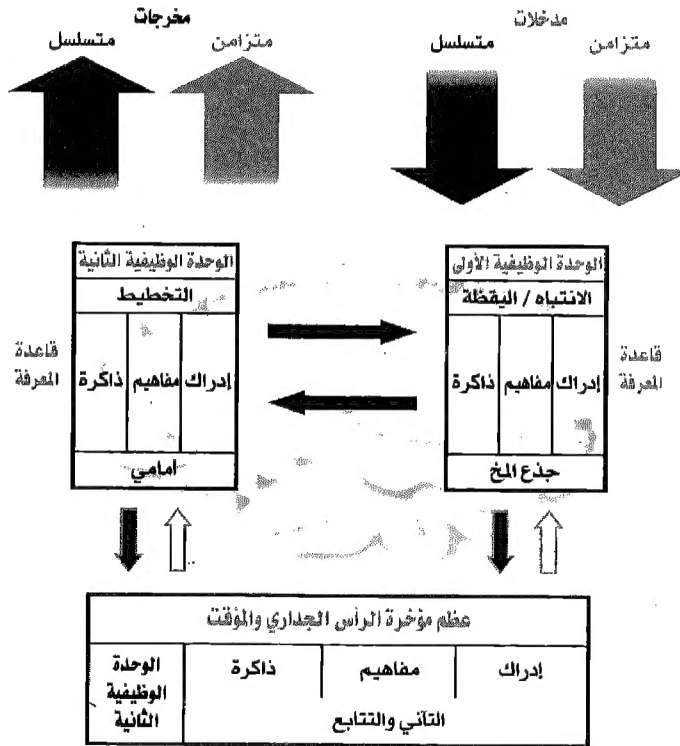 مدخلات
متزامن
متسلسل
مخرجات
متزامن
متسلسل
الوحدة الوظيفية الأولى
الانتباه / اليقظة
إدراك
مفاهيم
ذاكرة
جذع المخ
قاعدة
المعرفة
الوحدة الوظيفية الثانية
التخطيط
إدراك
مفاهيم
ذاكرة
أمامي
قاعدة
المعرفة
عظم مؤخرة الرأس الجداري والمؤقت
إدراك
مفاهيم
ذاكرة
التآني والتتابع
الوحدة
الوظيفية
الثانية